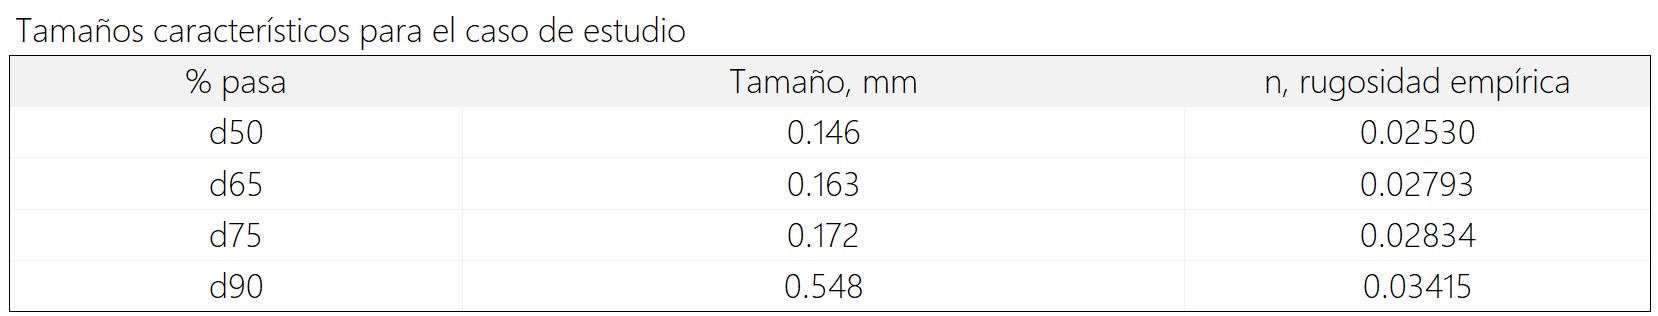 Tamaños característicos para el caso de estudio
% pasa Tamaño, mm n, rugosidad empírica
d50 0.146 0.02530
d65 0.163 0.02793
d75 0.172 0.02834
d90 0.548 0.03415